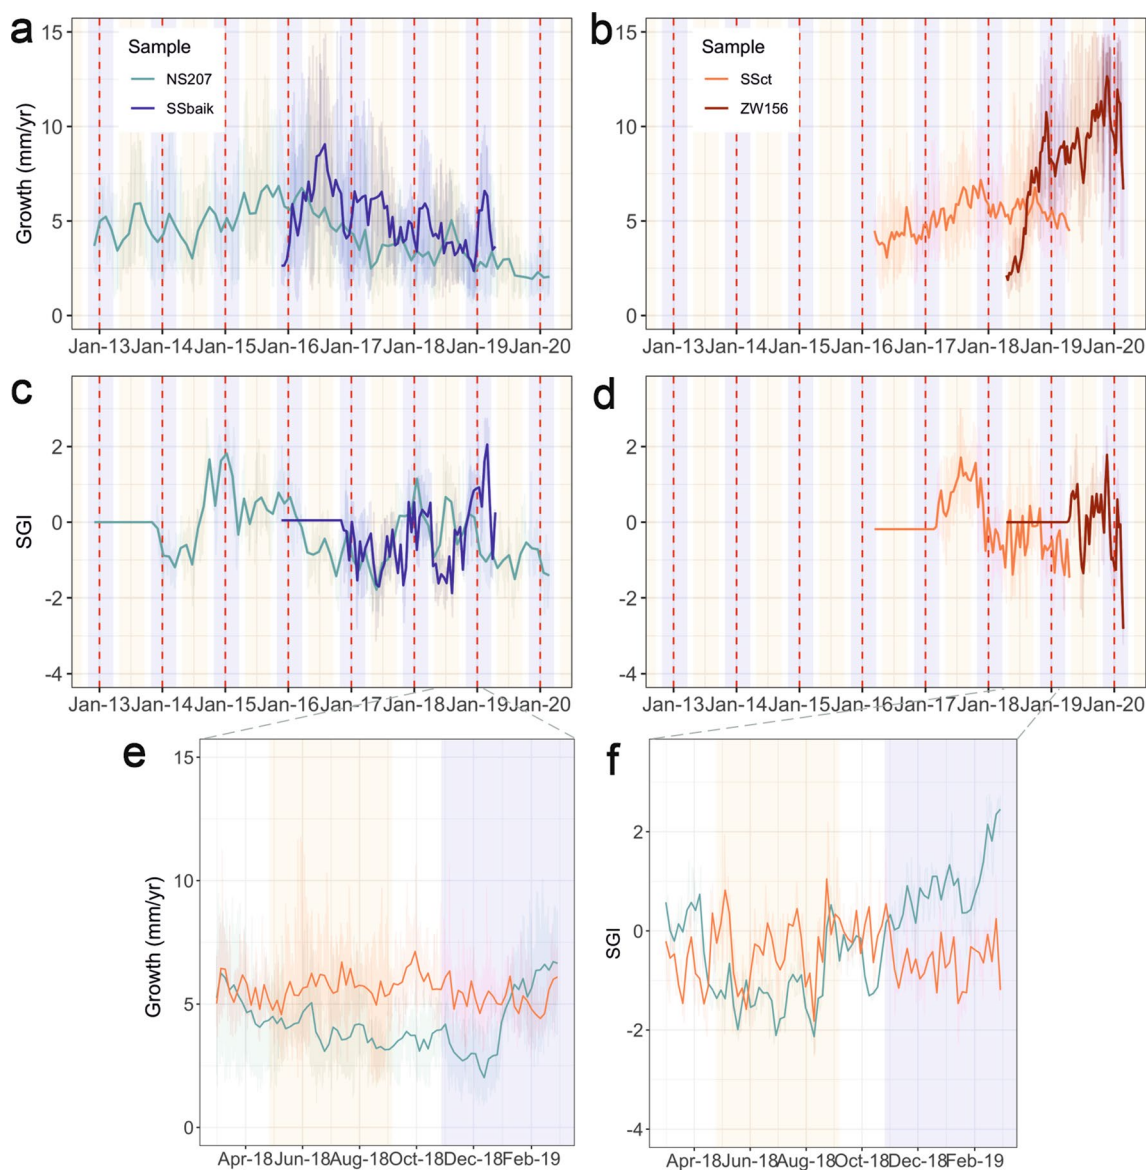 a
Sample
NS207
SSbaik
Growth (mm/yr)
15
10
5
0
Jan-13 Jan-14 Jan-15 Jan-16 Jan-17 Jan-18 Jan-19 Jan-20
b
Sample
SSct
ZW156
15
10
5
0
Jan-13 Jan-14 Jan-15 Jan-16 Jan-17 Jan-18 Jan-19 Jan-20
c
SGI
2
0
-2
-4
Jan-13 Jan-14 Jan-15 Jan-16 Jan-17 Jan-18 Jan-19 Jan-20
d
2
0
-2
-4
Jan-13 Jan-14 Jan-15 Jan-16 Jan-17 Jan-18 Jan-19 Jan-20
e
Growth (mm/yr)
15
10
5
0
Apr-18 Jun-18 Aug-18 Oct-18 Dec-18 Feb-19
f
SGI
2
0
-2
-4
Apr-18 Jun-18 Aug-18 Oct-18 Dec-18 Feb-19